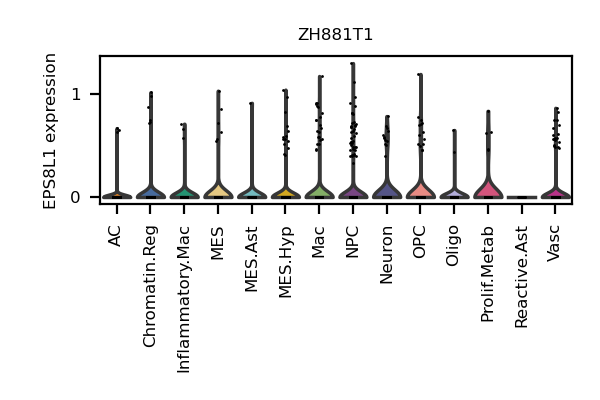 ZH881T1
EPS8L1 expression
1
0
AC
Chromatin.Reg
Inflammatory.Mac
MES
MES.Ast
MES.Hyp
Mac
NPC
Neuron
OPC
Oligo
Prolif.Metab
Reactive.Ast
Vasc